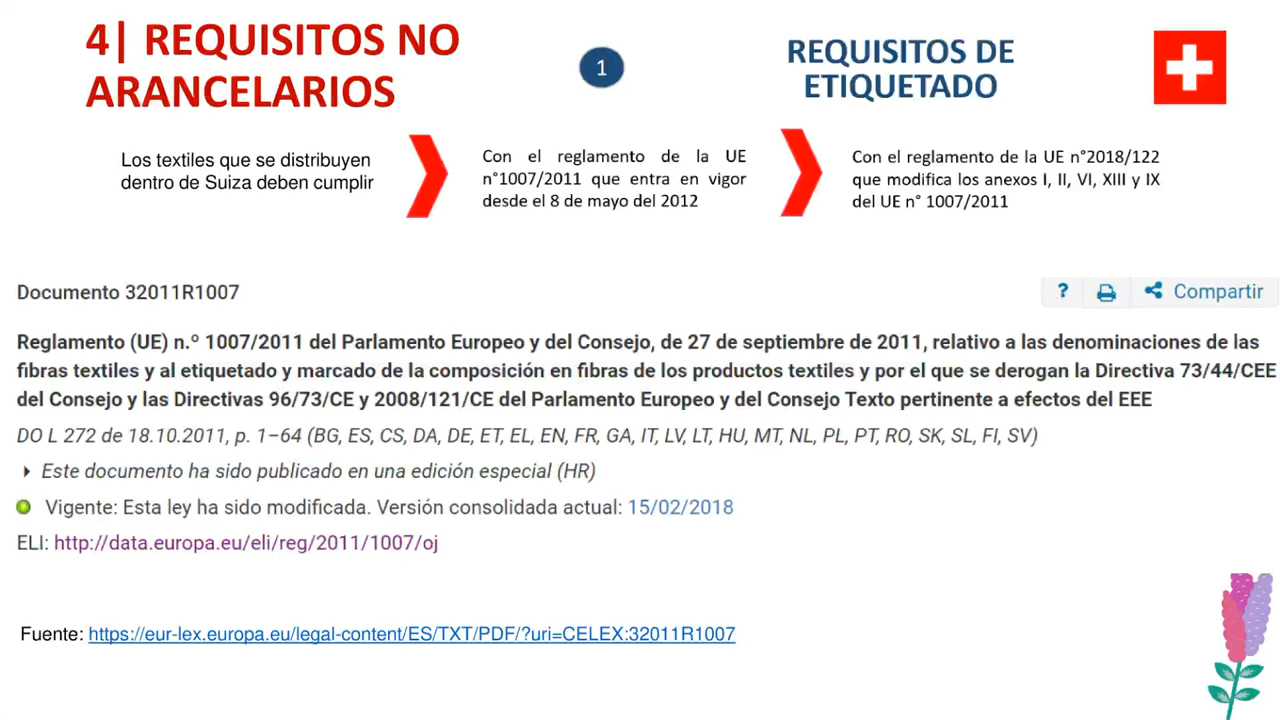 4| REQUISITOS NO
ARANCELARIOS
1
REQUISITOS DE
ETIQUETADO
Los textiles que se distribuyen
dentro de Suiza deben cumplir
Con el reglamento de la UE
n°1007/2011 que entra en vigor
desde el 8 de mayo del 2012
Con el reglamento de la UE n°2018/122
que modifica los anexos I, II, VI, XIII y IX
del UE n° 1007/2011
Documento 32011R1007
? Compartir
Reglamento (UE) n.º 1007/2011 del Parlamento Europeo y del Consejo, de 27 de septiembre de 2011, relativo a las denominaciones de las
fibras textiles y al etiquetado y marcado de la composición en fibras de los productos textiles y por el que se derogan la Directiva 73/44/CEE
del Consejo y las Directivas 96/73/CE y 2008/121/CE del Parlamento Europeo y del Consejo Texto pertinente a efectos del EEE
DO L 272 de 18.10.2011, p. 1–64 (BG, ES, CS, DA, DE, ET, EL, EN, FR, GA, IT, LV, LT, HU, MT, NL, PL, PT, RO, SK, SL, FI, SV)
Este documento ha sido publicado en una edición especial (HR)
Vigente: Esta ley ha sido modificada. Versión consolidada actual: 15/02/2018
ELI: http://data.europa.eu/eli/reg/2011/1007/oj
Fuente: https://eur-lex.europa.eu/legal-content/ES/TXT/PDF/?uri=CELEX:32011R1007